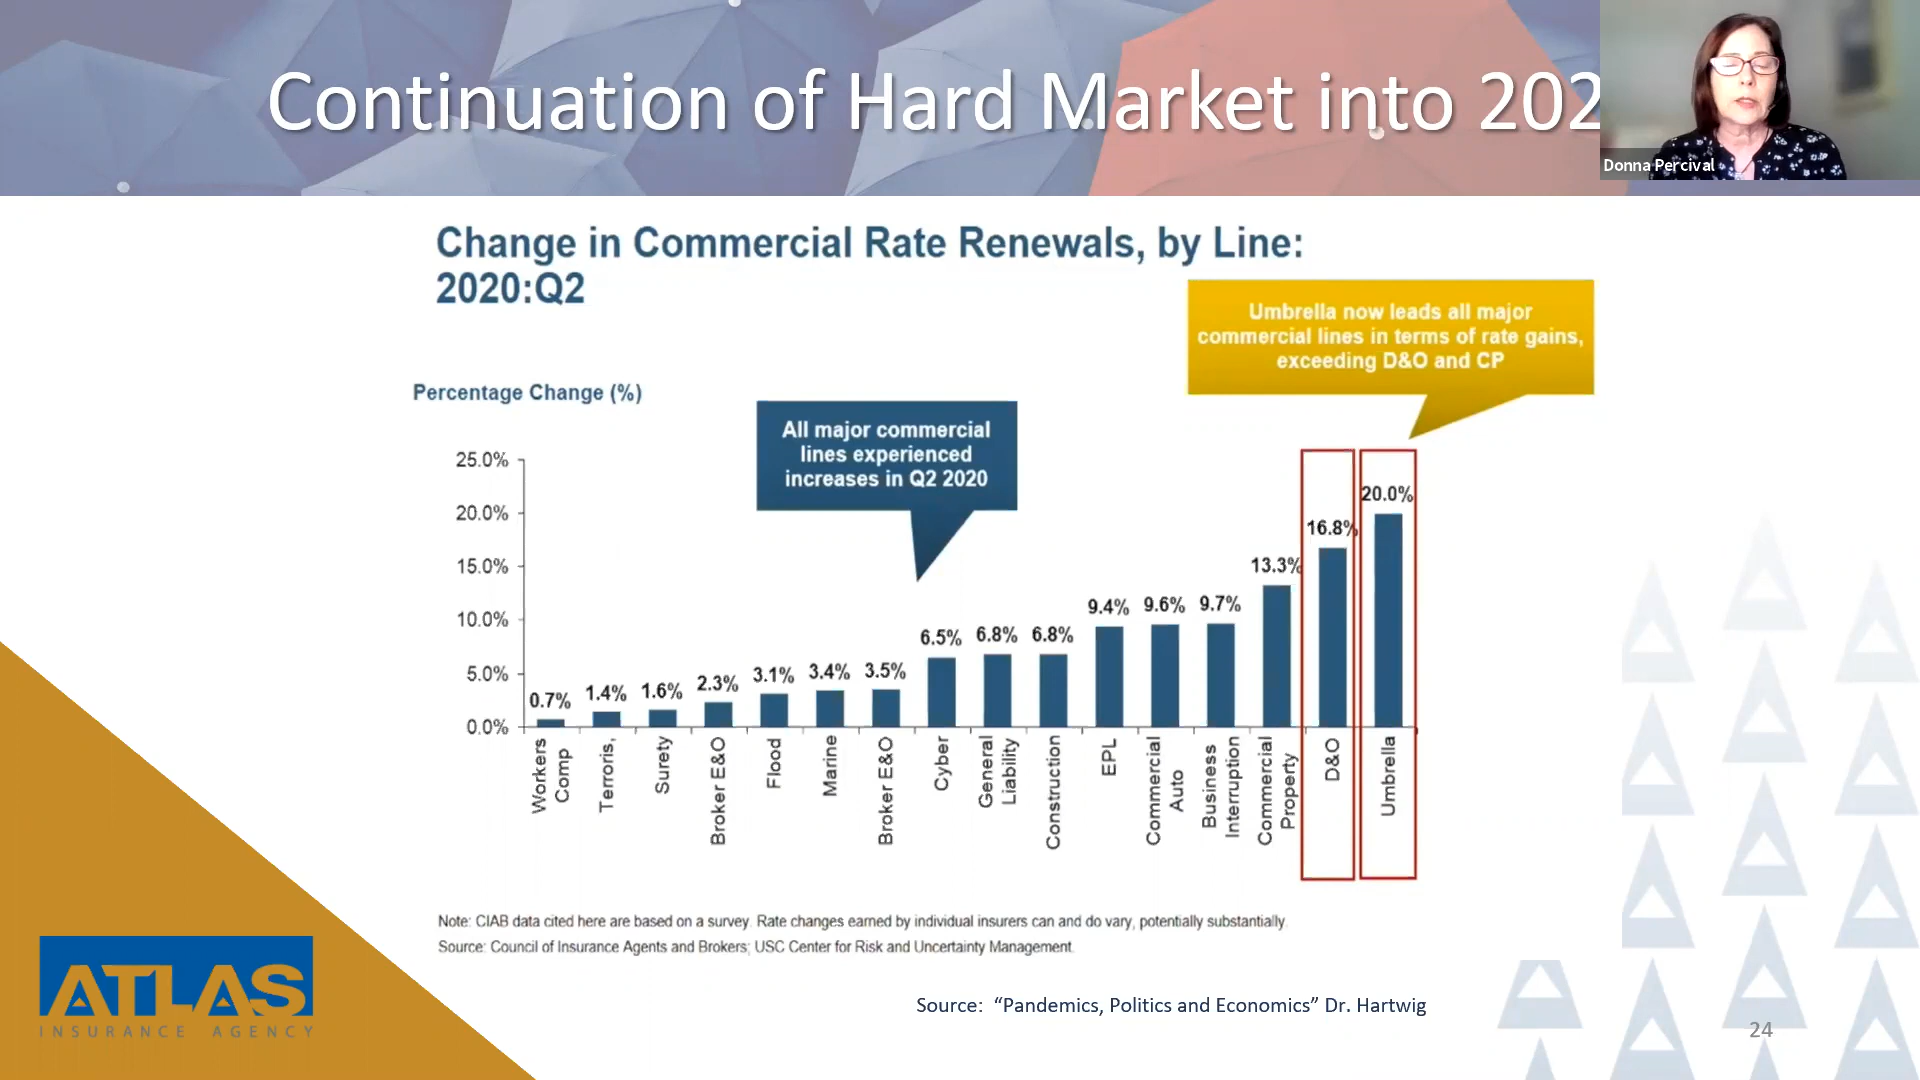 Continuation of Hard Market into 202
Donna Percival
Change in Commercial Rate Renewals, by Line:
2020:Q2
Umbrella now leads all major
commercial lines in terms of rate gains,
exceeding D&O and CP
Percentage Change (%)
All major commercial
lines experienced
increases in Q2 2020
25.0%
20.0%
15.0%
10.0%
5.0%
0.0%
0.7%
1.4%
1.6%
2.3%
3.1%
3.4%
3.5%
6.5%
6.8%
6.8%
9.4%
9.6%
9.7%
13.3%
16.8%
20.0%
Workers
Comp
Terroris,
Surety
Broker E&O
Flood
Marine
Broker E&O
Cyber
General
Liability
Construction
EPL
Commercial
Auto
Business
Interruption
Commercial
Property
D&O
Umbrella
Note: CIAB data cited here are based on a survey. Rate changes earned by individual insurers can and do vary, potentially substantially.
Source: Council of Insurance Agents and Brokers; USC Center for Risk and Uncertainty Management.
Source: “Pandemics, Politics and Economics” Dr. Hartwig
ATLAS
INSURANCE AGENCY
24